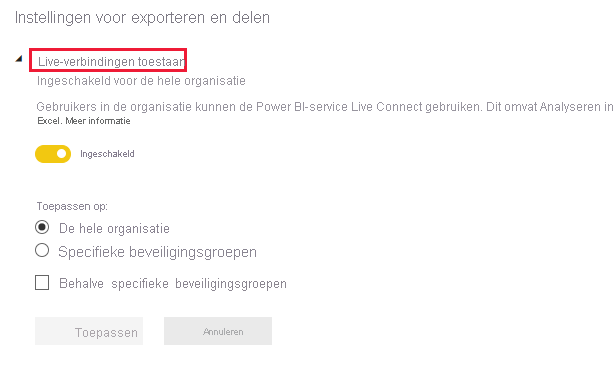 Instellingen voor exporteren en delen
Live-verbindingen toestaan
Ingeschakeld voor de hele organisatie
Gebruikers in de organisatie kunnen de Power BI-service Live Connect gebruiken. Dit omvat Analyseren in
Excel. Meer informatie
Ingeschakeld
Toepassen op:
De hele organisatie
Specifieke beveiligingsgroepen
Behalve specifieke beveiligingsgroepen
Toepassen
Annuleren